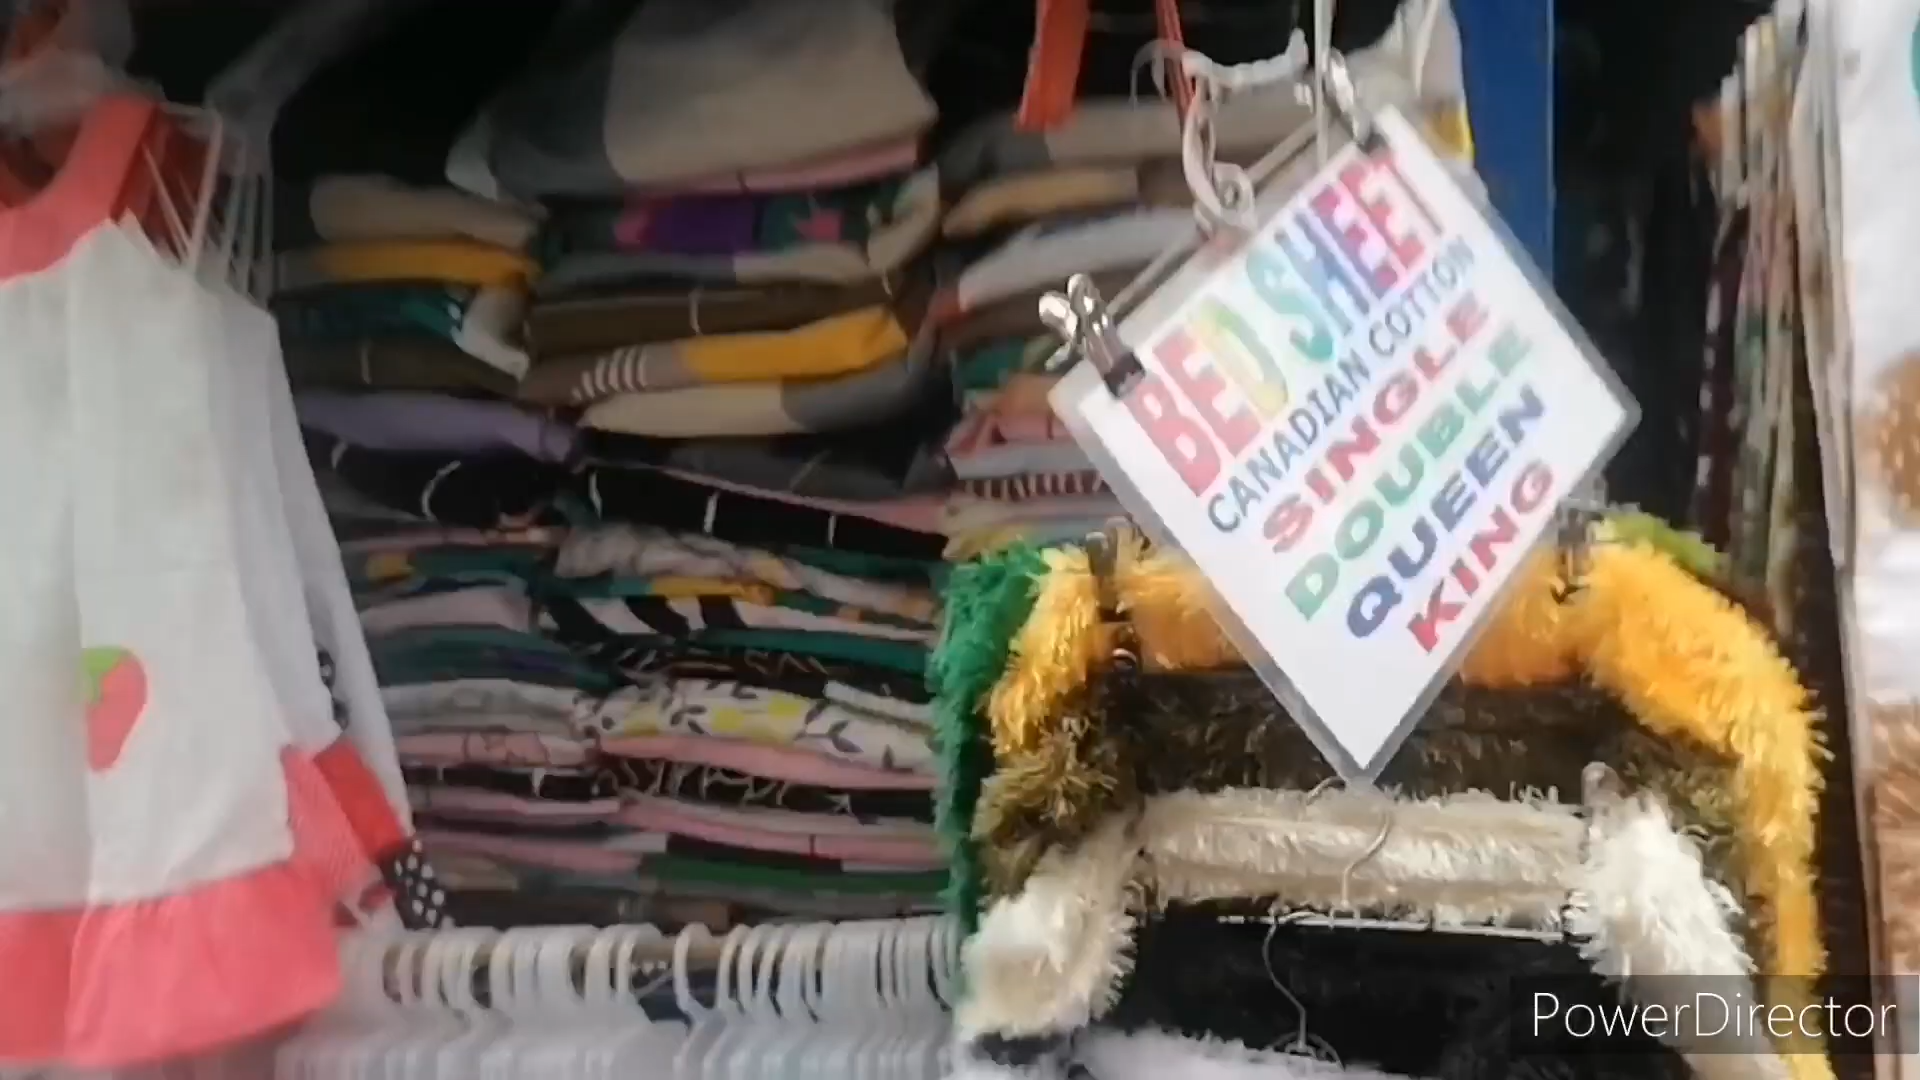 BED SHEET
CANADIAN COTTON
SINGLE
DOUBLE
QUEEN
KING
PowerDirector